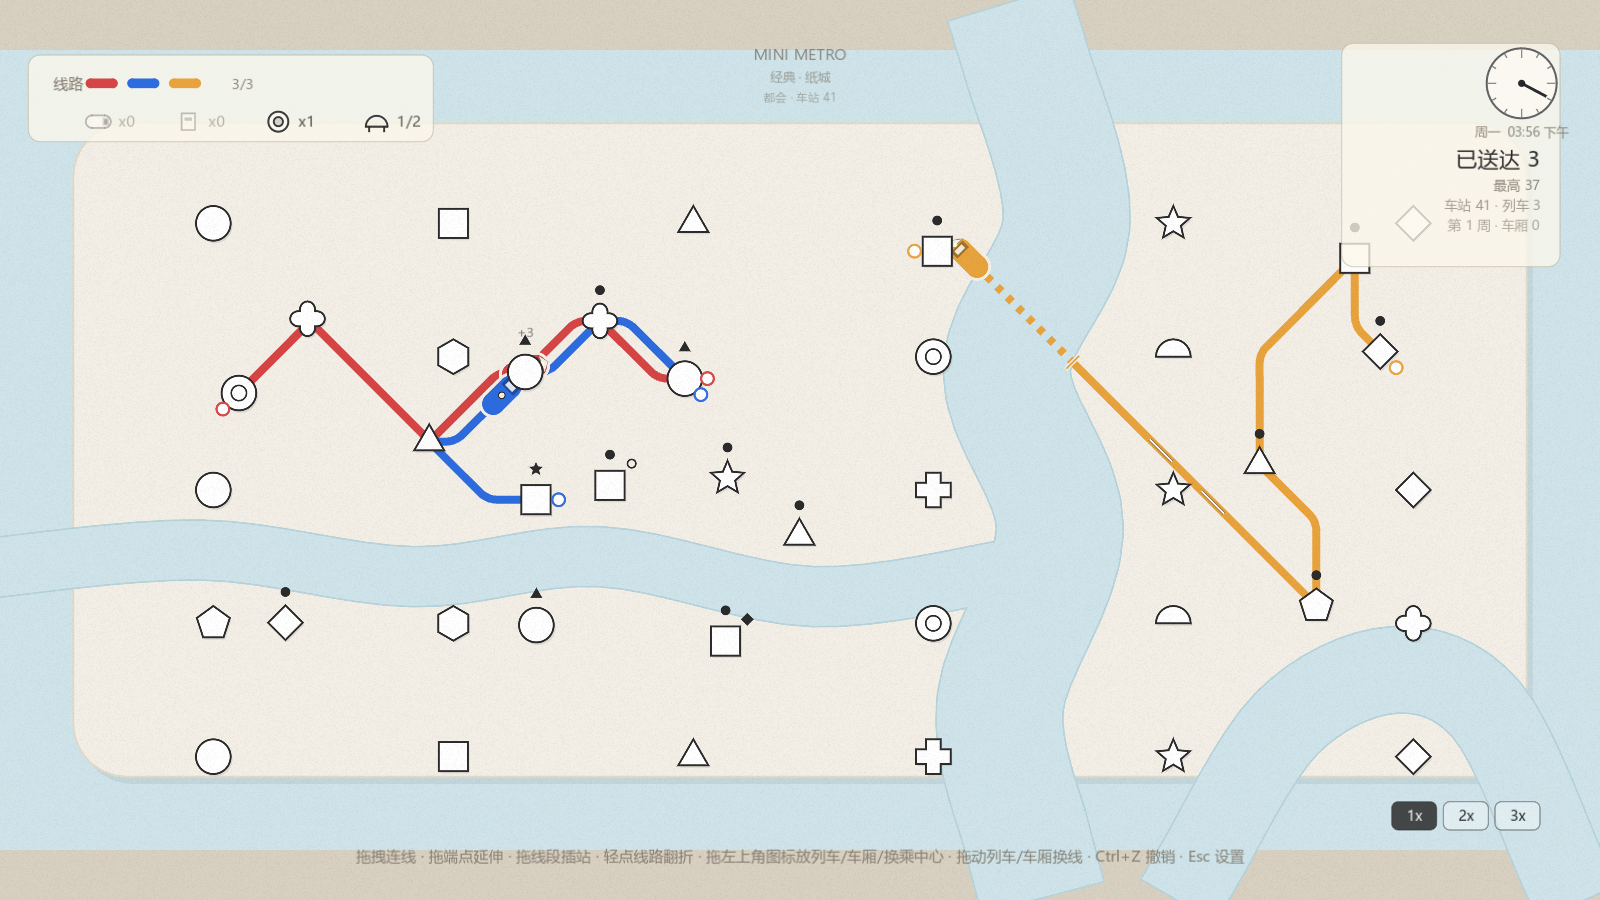 线路 3/3
x0 x0 x1 1/2
MINI METRO
经典 · 纸城
都会 · 车站 41
周一 03:56 下午
已送达 3
最高 37
车站 41 · 列车 3
第 1 周 · 车厢 0
+3
1x 2x 3x
拖拽连线 · 拖端点延伸 · 拖线段插站 · 轻点线路翻折 · 拖左上角图标放列车/车厢/换乘中心 · 拖动列车/车厢换线 · Ctrl+Z 撤销 · Esc 设置